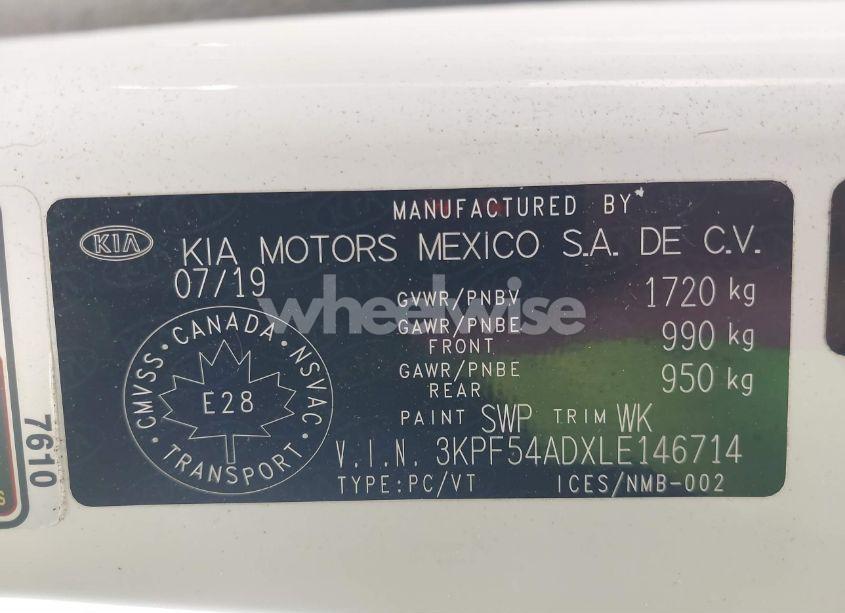 MANUFACTURED BY
KIA
KIA MOTORS MEXICO S.A. DE C.V.
07/19
GVWR/PNBV 1720 kg
GAWR/PNBE FRONT 990 kg
GAWR/PNBE REAR 950 kg
CMVSS · CANADA · NSVAC · TRANSPORT
E28
PAINT SWP TRIM WK
V.I.N. 3KPF54ADXLE146714
TYPE:PC/VT ICES/NMB-002
7610
wheelwise